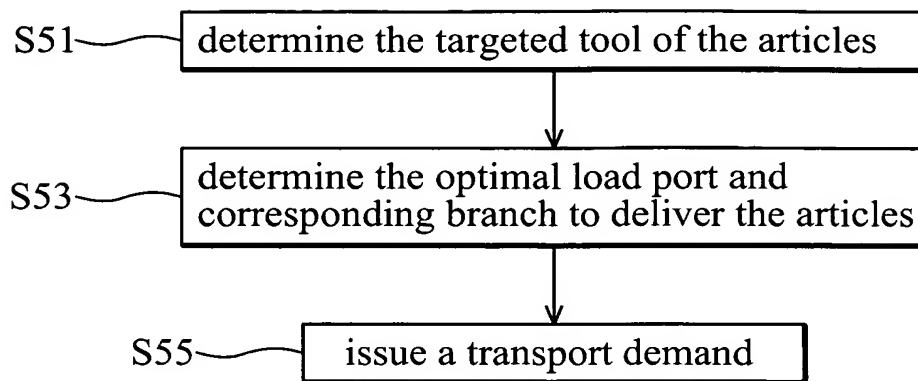 S51
determine the targeted tool of the articles
S53
determine the optimal load port and
corresponding branch to deliver the articles
S55
issue a transport demand